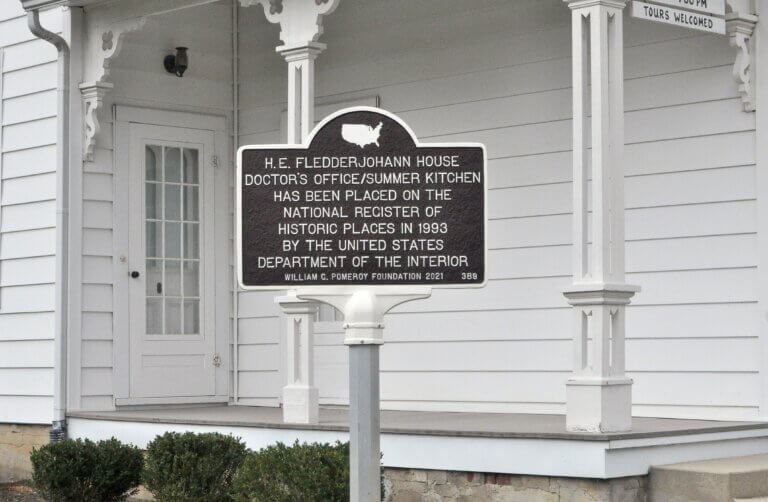 TOURS WELCOMED
H.E. FLEDDERJOHANN HOUSE
DOCTOR'S OFFICE/SUMMER KITCHEN
HAS BEEN PLACED ON THE
NATIONAL REGISTER OF
HISTORIC PLACES IN 1993
BY THE UNITED STATES
DEPARTMENT OF THE INTERIOR
WILLIAM G. POMEROY FOUNDATION 2021 389